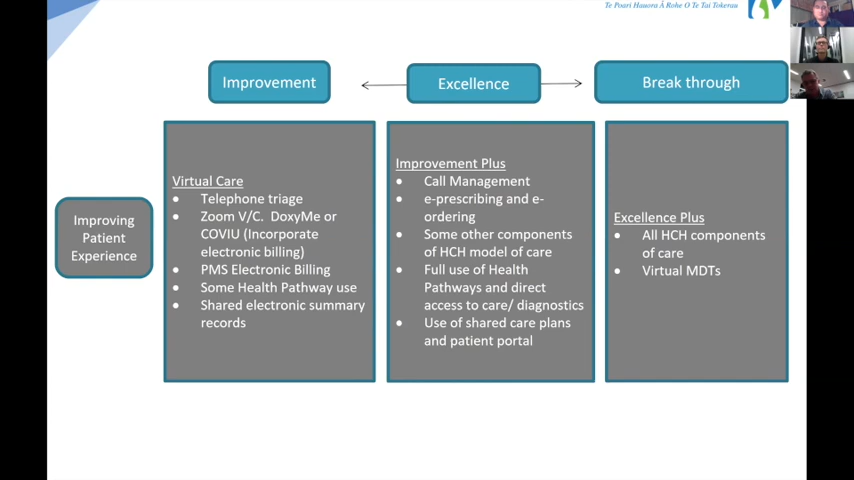 Te Poari Hauora Ā Rohe O Te Tai Tokerau
Improvement
Excellence
Break through
Improving
Patient
Experience
Virtual Care
• Telephone triage
• Zoom V/C. DoxyMe or
COVIU (Incorporate
electronic billing)
• PMS Electronic Billing
• Some Health Pathway use
• Shared electronic summary
records
Improvement Plus
• Call Management
• e-prescribing and e-
ordering
• Some other components
of HCH model of care
• Full use of Health
Pathways and direct
access to care/ diagnostics
• Use of shared care plans
and patient portal
Excellence Plus
• All HCH components
of care
• Virtual MDTs